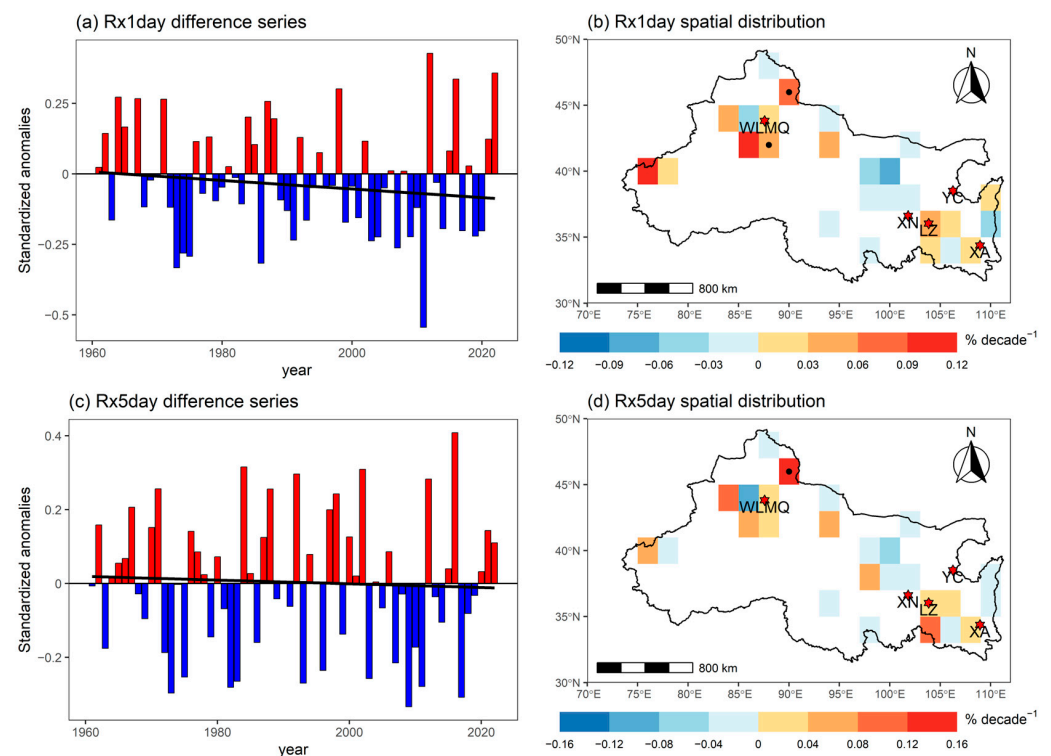 (a) Rx1day difference series
Standardized anomalies
0.25
0
−0.25
−0.5
1960 1980 2000 2020
year
(b) Rx1day spatial distribution
50°N
45°N
40°N
35°N
30°N
N
WLMQ
YC
XN
LZ
XA
800 km
70°E 75°E 80°E 85°E 90°E 95°E 100°E 105°E 110°E
% decade⁻¹
−0.12 −0.09 −0.06 −0.03 0 0.03 0.06 0.09 0.12
(c) Rx5day difference series
Standardized anomalies
0.4
0.2
0
−0.2
1960 1980 2000 2020
year
(d) Rx5day spatial distribution
50°N
45°N
40°N
35°N
30°N
N
WLMQ
YC
XN
LZ
XA
800 km
70°E 75°E 80°E 85°E 90°E 95°E 100°E 105°E 110°E
% decade⁻¹
−0.16 −0.12 −0.08 −0.04 0 0.04 0.08 0.12 0.16